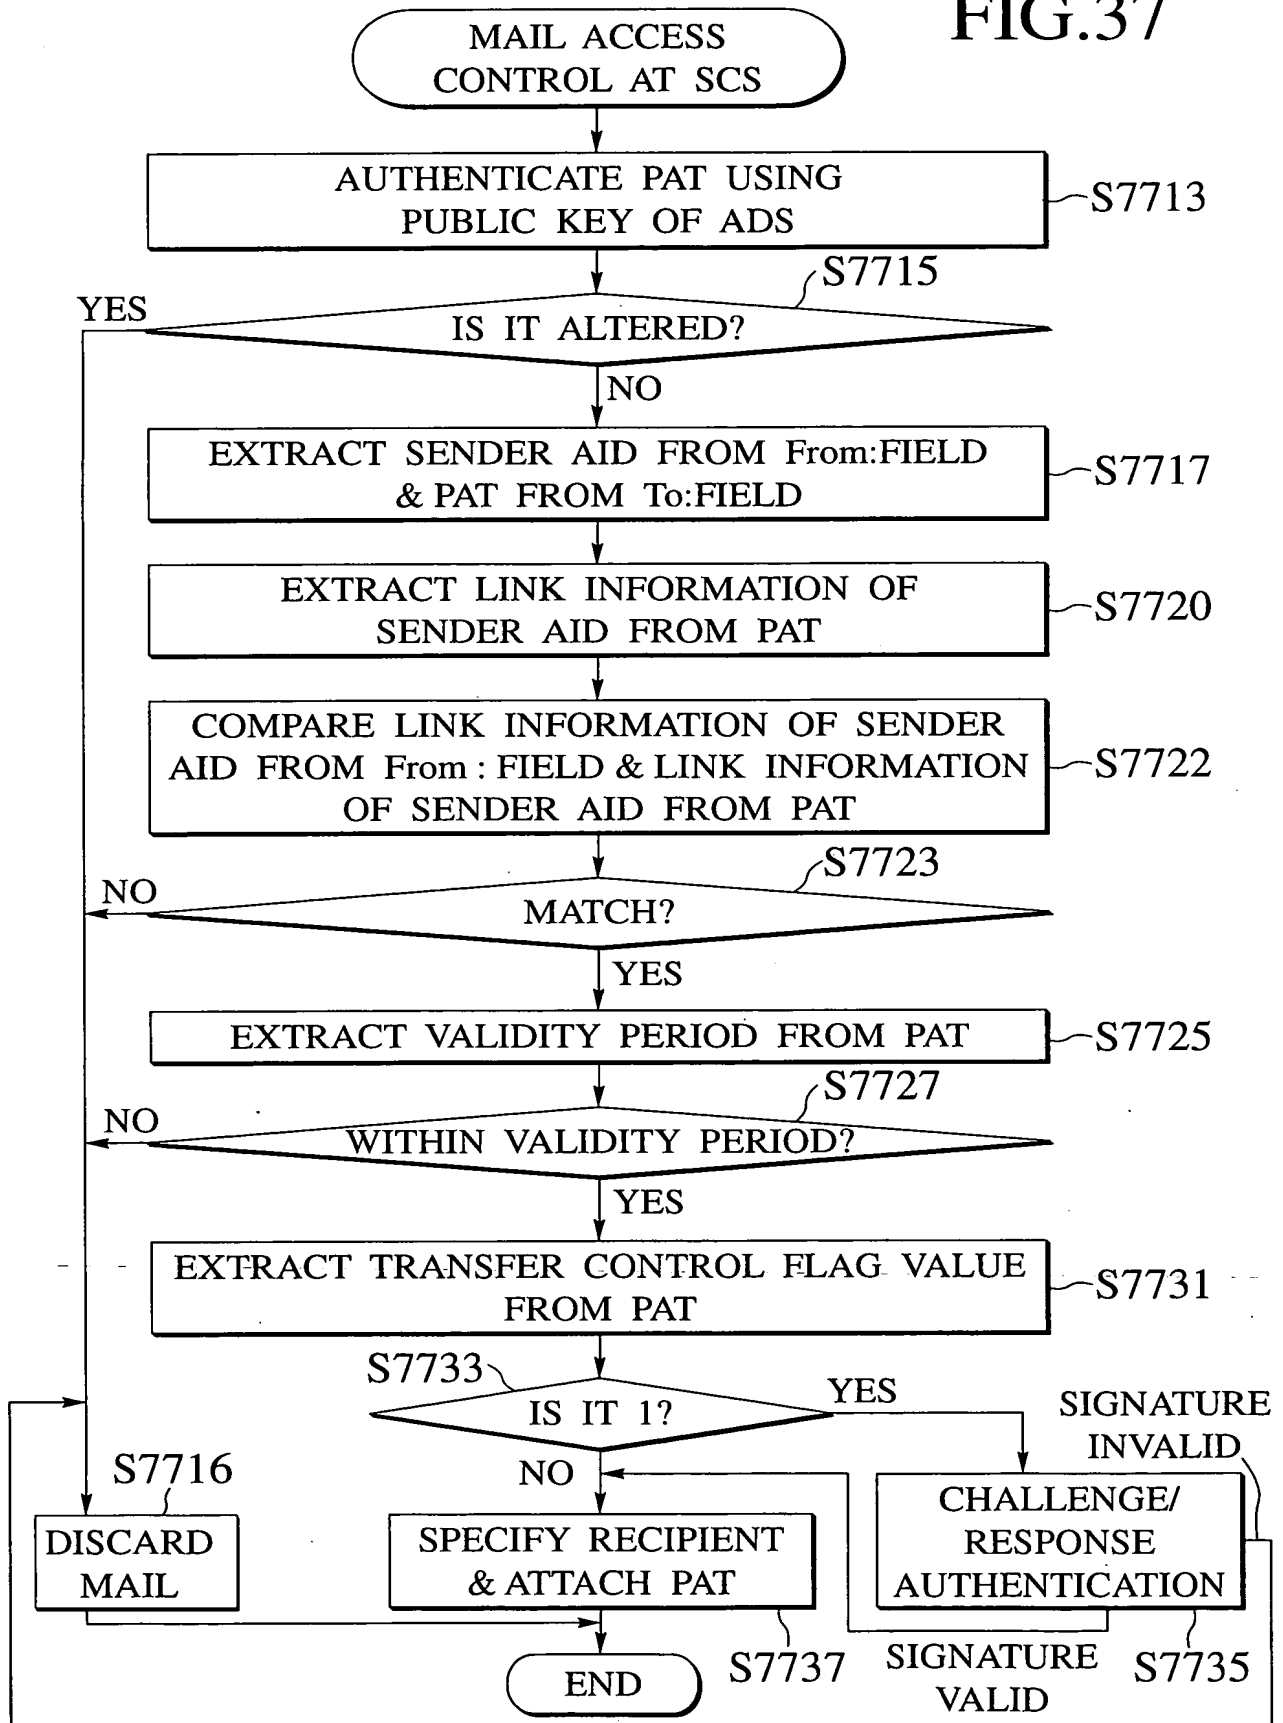 FIG.37
MAIL ACCESS
CONTROL AT SCS
AUTHENTICATE PAT USING
PUBLIC KEY OF ADS
S7713
S7715
YES
IS IT ALTERED?
NO
EXTRACT SENDER AID FROM From:FIELD
& PAT FROM To:FIELD
S7717
EXTRACT LINK INFORMATION OF
SENDER AID FROM PAT
S7720
COMPARE LINK INFORMATION OF SENDER
AID FROM From : FIELD & LINK INFORMATION
OF SENDER AID FROM PAT
S7722
S7723
NO
MATCH?
YES
EXTRACT VALIDITY PERIOD FROM PAT
S7725
S7727
NO
WITHIN VALIDITY PERIOD?
YES
EXTRACT TRANSFER CONTROL FLAG VALUE
FROM PAT
S7731
S7733
IS IT 1?
YES
SIGNATURE
INVALID
NO
S7716
DISCARD
MAIL
SPECIFY RECIPIENT
& ATTACH PAT
CHALLENGE/
RESPONSE
AUTHENTICATION
S7737
SIGNATURE
VALID
S7735
END